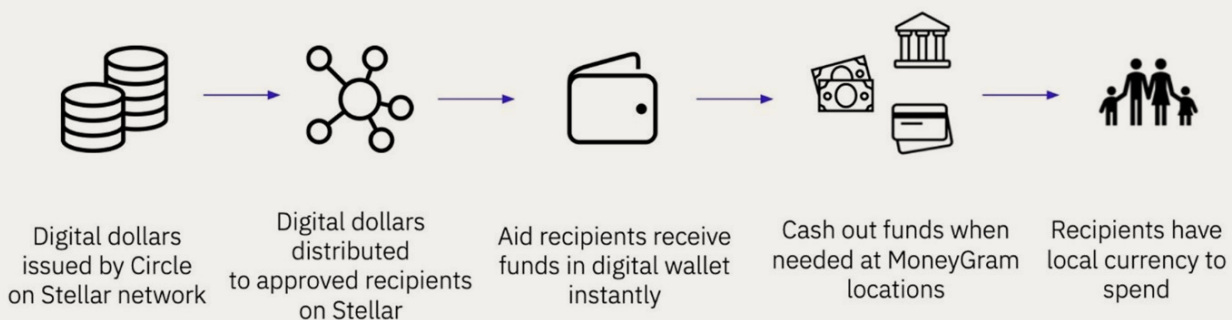 Digital dollars
issued by Circle
on Stellar network
Digital dollars
distributed
to approved recipients
on Stellar
Aid recipients receive
funds in digital wallet
instantly
Cash out funds when
needed at MoneyGram
locations
Recipients have
local currency to
spend